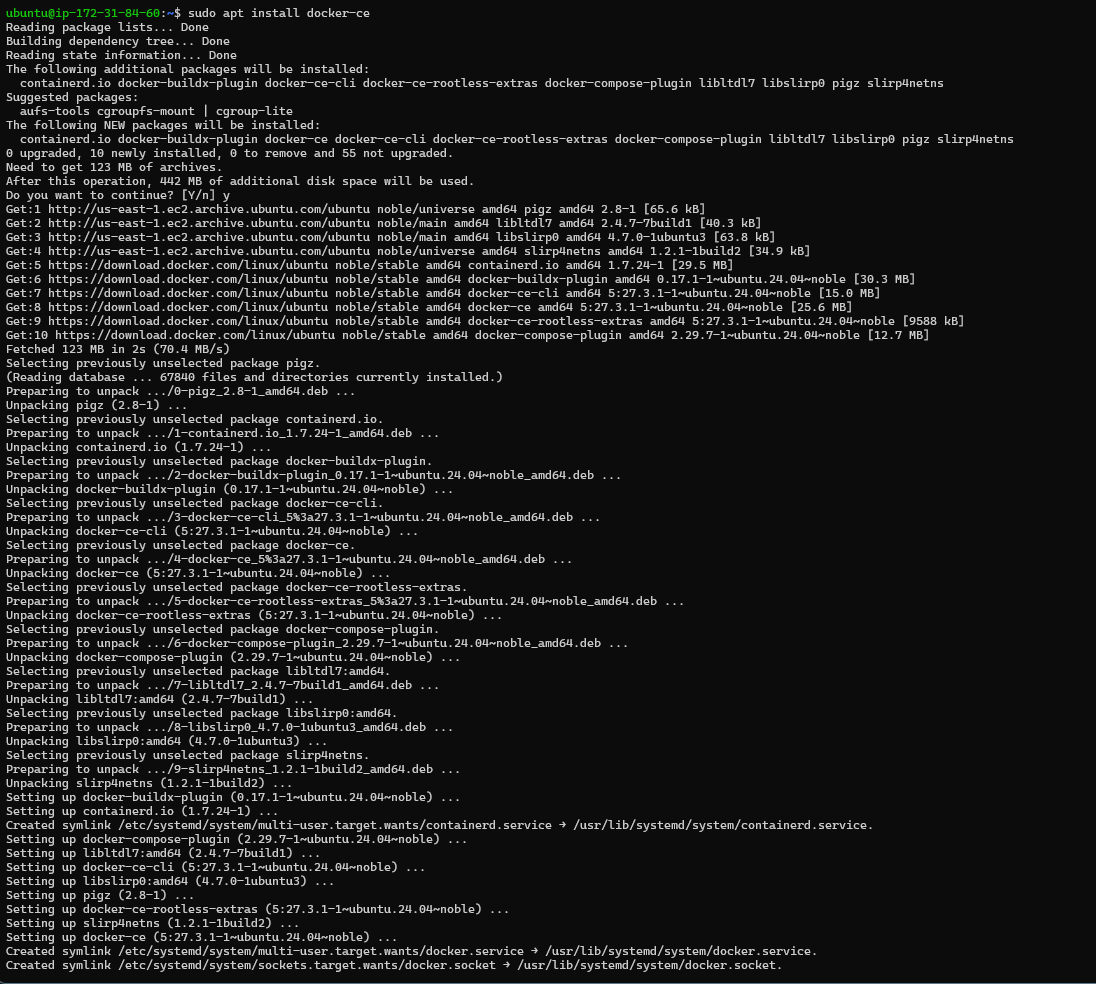 ubuntu@ip-172-31-84-60:~$ sudo apt install docker-ce
Reading package lists... Done
Building dependency tree... Done
Reading state information... Done
The following additional packages will be installed:
  containerd.io docker-buildx-plugin docker-ce-cli docker-ce-rootless-extras docker-compose-plugin libltdl7 libslirp0 pigz slirp4netns
Suggested packages:
  aufs-tools cgroupfs-mount | cgroup-lite
The following NEW packages will be installed:
  containerd.io docker-buildx-plugin docker-ce docker-ce-cli docker-ce-rootless-extras docker-compose-plugin libltdl7 libslirp0 pigz slirp4netns
0 upgraded, 10 newly installed, 0 to remove and 55 not upgraded.
Need to get 123 MB of archives.
After this operation, 442 MB of additional disk space will be used.
Do you want to continue? [Y/n] y
Get:1 http://us-east-1.ec2.archive.ubuntu.com/ubuntu noble/universe amd64 pigz amd64 2.8-1 [65.6 kB]
Get:2 http://us-east-1.ec2.archive.ubuntu.com/ubuntu noble/main amd64 libltdl7 amd64 2.4.7-7build1 [40.3 kB]
Get:3 http://us-east-1.ec2.archive.ubuntu.com/ubuntu noble/main amd64 libslirp0 amd64 4.7.0-1ubuntu3 [63.8 kB]
Get:4 http://us-east-1.ec2.archive.ubuntu.com/ubuntu noble/universe amd64 slirp4netns amd64 1.2.1-1build2 [34.9 kB]
Get:5 https://download.docker.com/linux/ubuntu noble/stable amd64 containerd.io amd64 1.7.24-1 [29.5 MB]
Get:6 https://download.docker.com/linux/ubuntu noble/stable amd64 docker-buildx-plugin amd64 0.17.1-1~ubuntu.24.04~noble [30.3 MB]
Get:7 https://download.docker.com/linux/ubuntu noble/stable amd64 docker-ce-cli amd64 5:27.3.1-1~ubuntu.24.04~noble [15.0 MB]
Get:8 https://download.docker.com/linux/ubuntu noble/stable amd64 docker-ce amd64 5:27.3.1-1~ubuntu.24.04~noble [25.6 MB]
Get:9 https://download.docker.com/linux/ubuntu noble/stable amd64 docker-ce-rootless-extras amd64 5:27.3.1-1~ubuntu.24.04~noble [9588 kB]
Get:10 https://download.docker.com/linux/ubuntu noble/stable amd64 docker-compose-plugin amd64 2.29.7-1~ubuntu.24.04~noble [12.7 MB]
Fetched 123 MB in 2s (70.4 MB/s)
Selecting previously unselected package pigz.
(Reading database ... 67840 files and directories currently installed.)
Preparing to unpack .../0-pigz_2.8-1_amd64.deb ...
Unpacking pigz (2.8-1) ...
Selecting previously unselected package containerd.io.
Preparing to unpack .../1-containerd.io_1.7.24-1_amd64.deb ...
Unpacking containerd.io (1.7.24-1) ...
Selecting previously unselected package docker-buildx-plugin.
Preparing to unpack .../2-docker-buildx-plugin_0.17.1-1~ubuntu.24.04~noble_amd64.deb ...
Unpacking docker-buildx-plugin (0.17.1-1~ubuntu.24.04~noble) ...
Selecting previously unselected package docker-ce-cli.
Preparing to unpack .../3-docker-ce-cli_5%3a27.3.1-1~ubuntu.24.04~noble_amd64.deb ...
Unpacking docker-ce-cli (5:27.3.1-1~ubuntu.24.04~noble) ...
Selecting previously unselected package docker-ce.
Preparing to unpack .../4-docker-ce_5%3a27.3.1-1~ubuntu.24.04~noble_amd64.deb ...
Unpacking docker-ce (5:27.3.1-1~ubuntu.24.04~noble) ...
Selecting previously unselected package docker-ce-rootless-extras.
Preparing to unpack .../5-docker-ce-rootless-extras_5%3a27.3.1-1~ubuntu.24.04~noble_amd64.deb ...
Unpacking docker-ce-rootless-extras (5:27.3.1-1~ubuntu.24.04~noble) ...
Selecting previously unselected package docker-compose-plugin.
Preparing to unpack .../6-docker-compose-plugin_2.29.7-1~ubuntu.24.04~noble_amd64.deb ...
Unpacking docker-compose-plugin (2.29.7-1~ubuntu.24.04~noble) ...
Selecting previously unselected package libltdl7:amd64.
Preparing to unpack .../7-libltdl7_2.4.7-7build1_amd64.deb ...
Unpacking libltdl7:amd64 (2.4.7-7build1) ...
Selecting previously unselected package libslirp0:amd64.
Preparing to unpack .../8-libslirp0_4.7.0-1ubuntu3_amd64.deb ...
Unpacking libslirp0:amd64 (4.7.0-1ubuntu3) ...
Selecting previously unselected package slirp4netns.
Preparing to unpack .../9-slirp4netns_1.2.1-1build2_amd64.deb ...
Unpacking slirp4netns (1.2.1-1build2) ...
Setting up docker-buildx-plugin (0.17.1-1~ubuntu.24.04~noble) ...
Setting up containerd.io (1.7.24-1) ...
Created symlink /etc/systemd/system/multi-user.target.wants/containerd.service → /usr/lib/systemd/system/containerd.service.
Setting up docker-compose-plugin (2.29.7-1~ubuntu.24.04~noble) ...
Setting up libltdl7:amd64 (2.4.7-7build1) ...
Setting up docker-ce-cli (5:27.3.1-1~ubuntu.24.04~noble) ...
Setting up libslirp0:amd64 (4.7.0-1ubuntu3) ...
Setting up pigz (2.8-1) ...
Setting up docker-ce-rootless-extras (5:27.3.1-1~ubuntu.24.04~noble) ...
Setting up slirp4netns (1.2.1-1build2) ...
Setting up docker-ce (5:27.3.1-1~ubuntu.24.04~noble) ...
Created symlink /etc/systemd/system/multi-user.target.wants/docker.service → /usr/lib/systemd/system/docker.service.
Created symlink /etc/systemd/system/sockets.target.wants/docker.socket → /usr/lib/systemd/system/docker.socket.